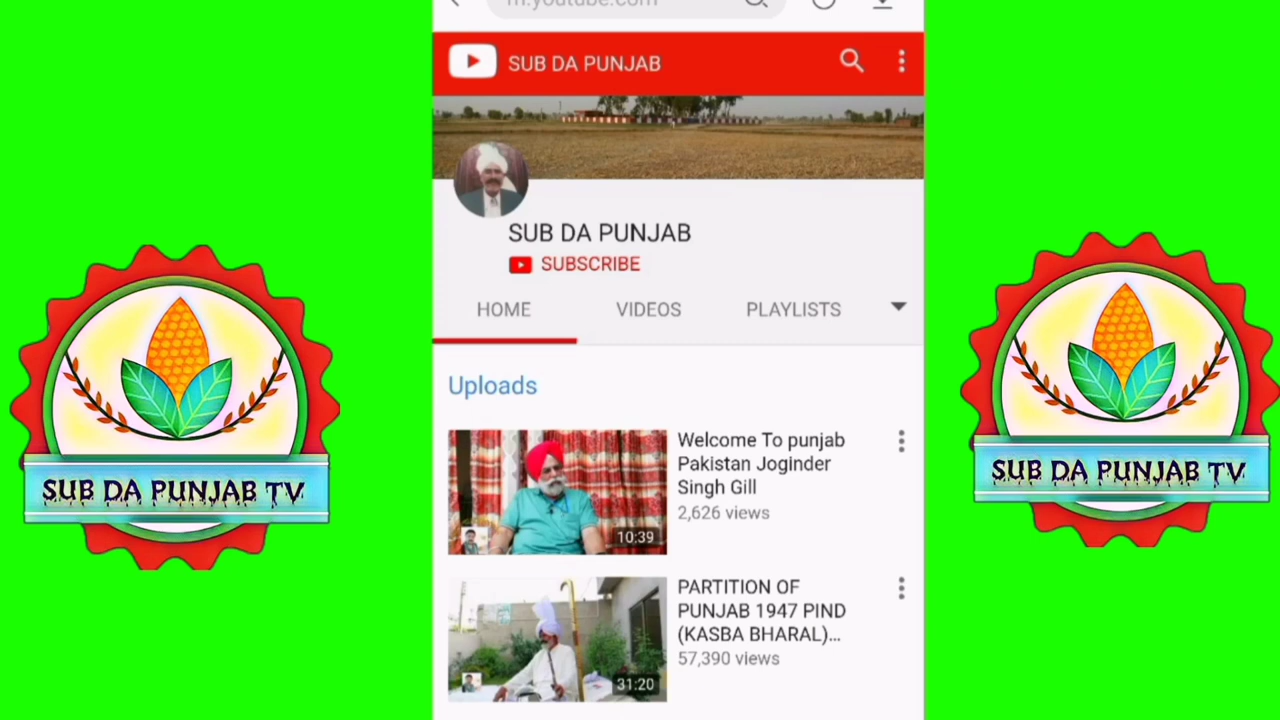 m.youtube.com
SUB DA PUNJAB
SUB DA PUNJAB
SUBSCRIBE
HOME VIDEOS PLAYLISTS
Uploads
Welcome To punjab
Pakistan Joginder
Singh Gill
2,626 views
10:39
PARTITION OF
PUNJAB 1947 PIND
(KASBA BHARAL)...
57,390 views
31:20
SUB DA PUNJAB TV
SUB DA PUNJAB TV